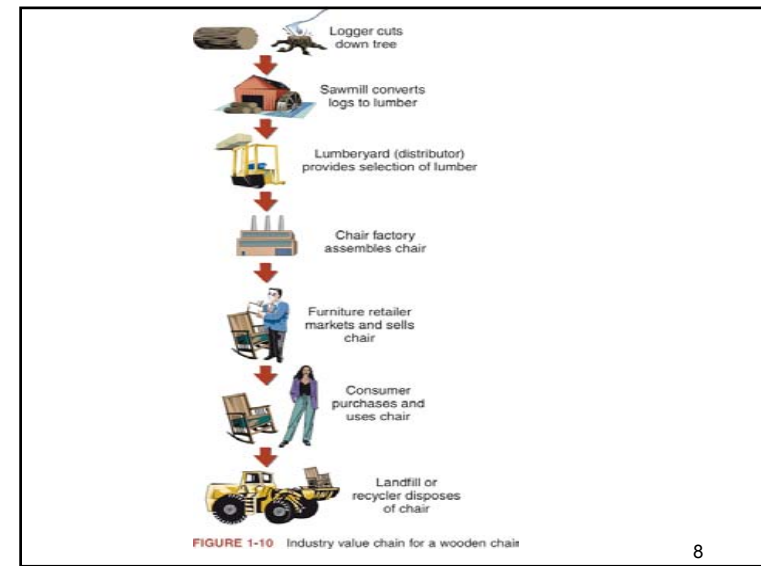 Logger cuts
down tree
Sawmill converts
logs to lumber
Lumberyard (distributor)
provides selection of lumber
Chair factory
assembles chair
Furniture retailer
markets and sells
chair
Consumer
purchases and
uses chair
Landfill or
recycler disposes
of chair
FIGURE 1-10 Industry value chain for a wooden chair
8